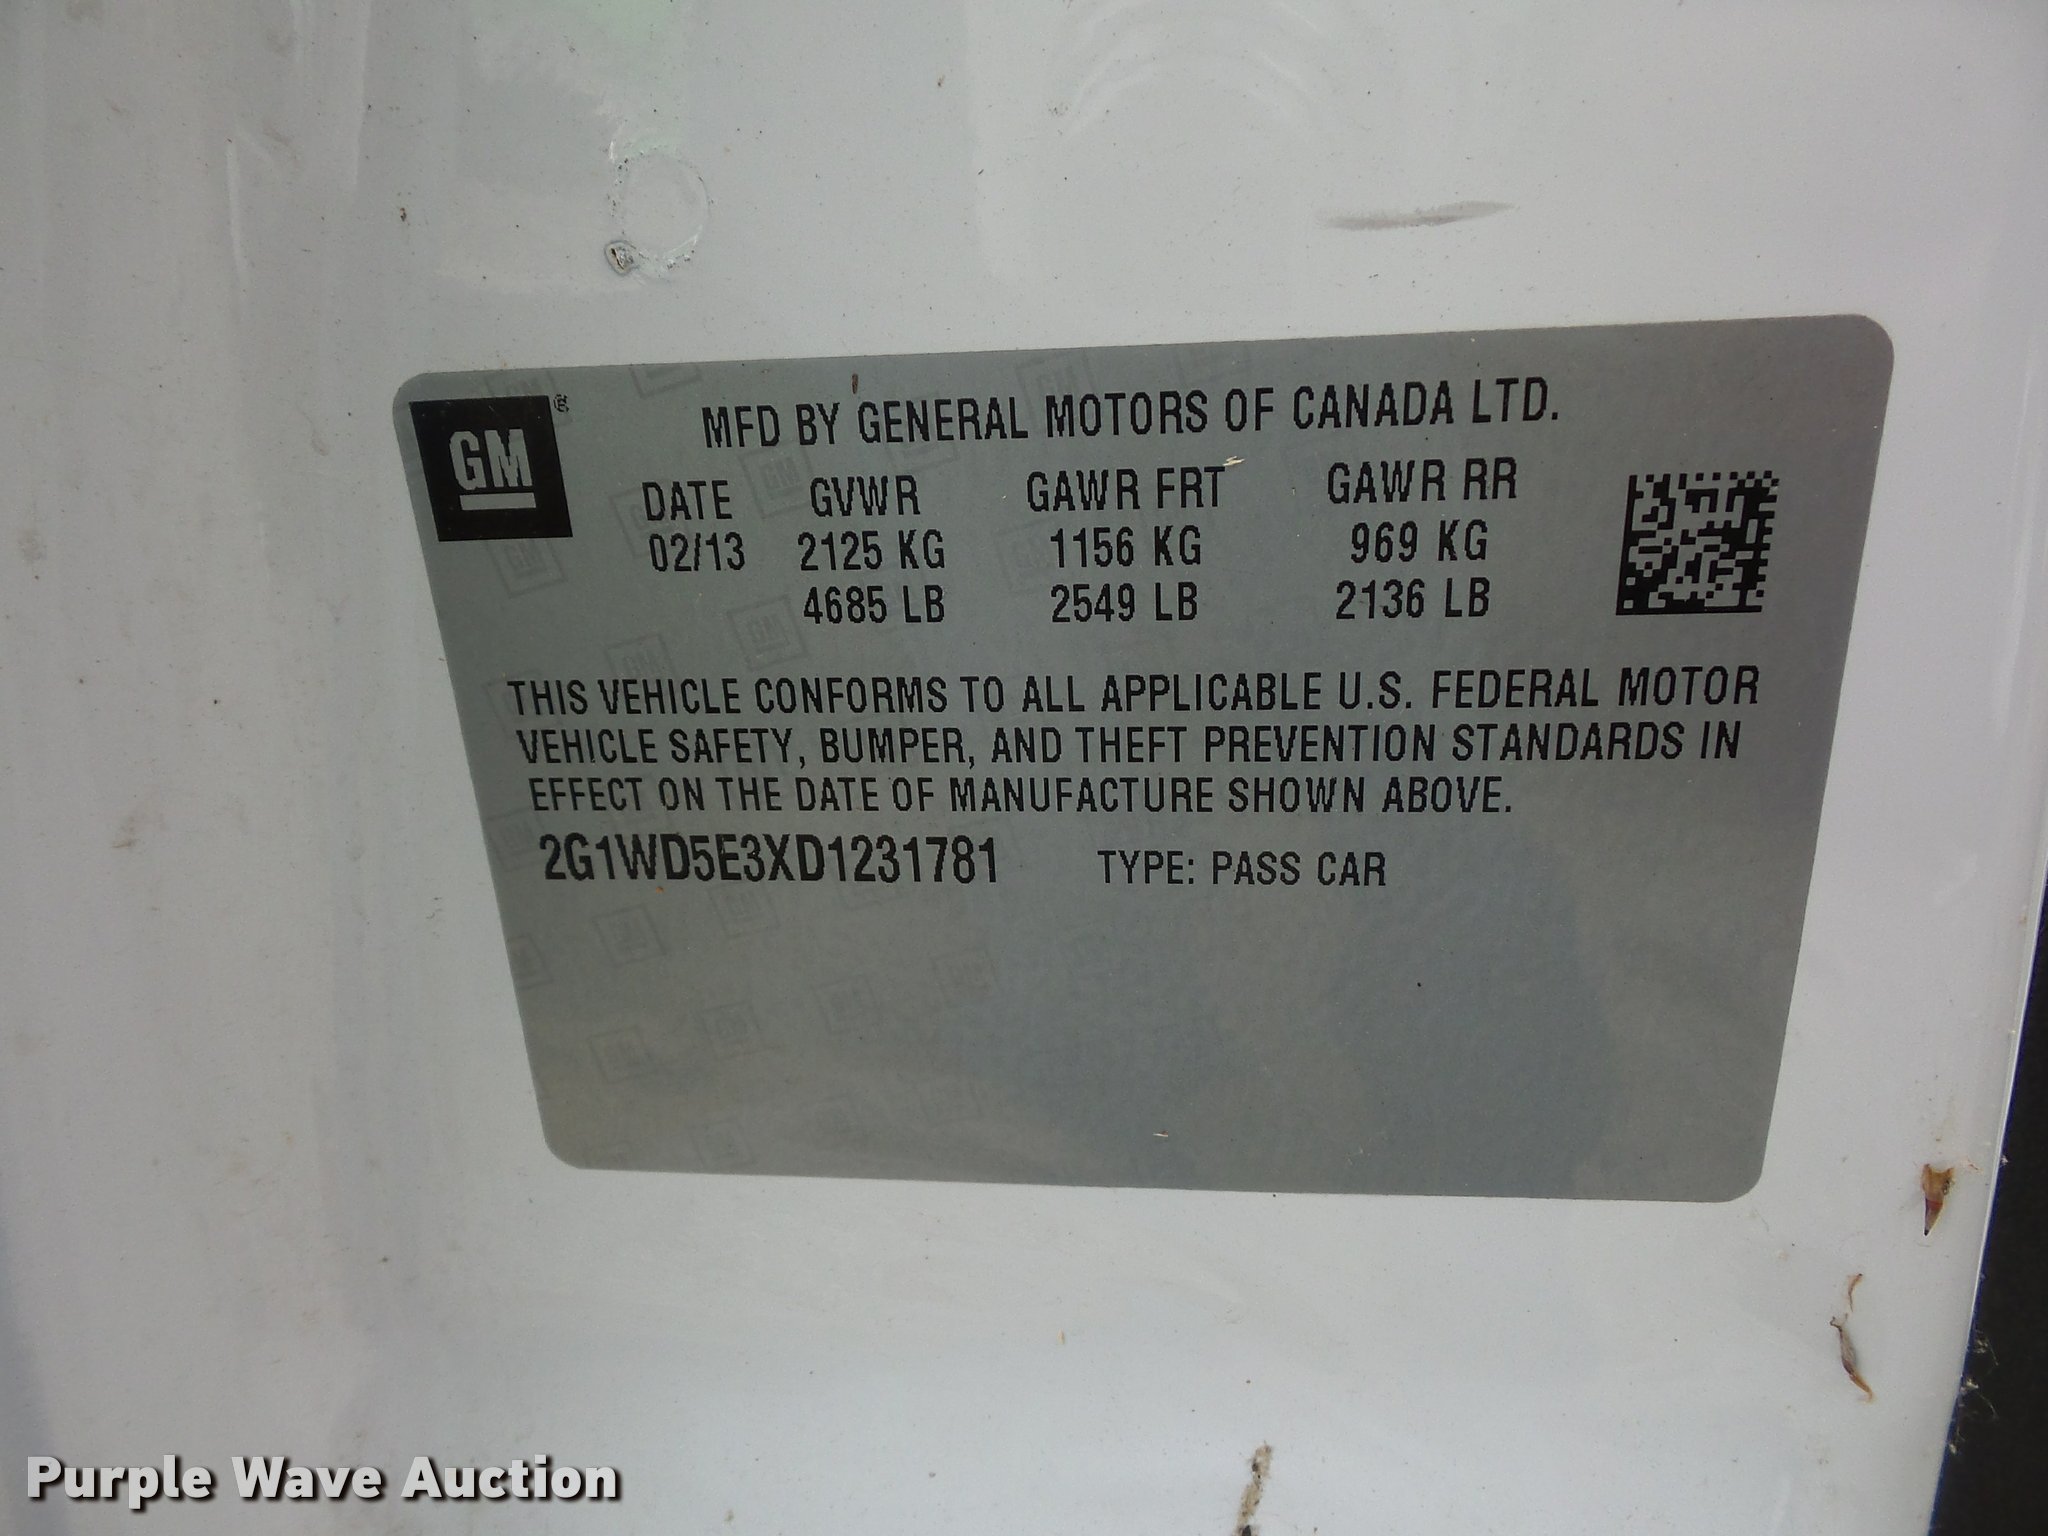 GM ®
MFD BY GENERAL MOTORS OF CANADA LTD.
DATE GVWR GAWR FRT GAWR RR
02/13 2125 KG 1156 KG 969 KG
4685 LB 2549 LB 2136 LB
THIS VEHICLE CONFORMS TO ALL APPLICABLE U.S. FEDERAL MOTOR
VEHICLE SAFETY, BUMPER, AND THEFT PREVENTION STANDARDS IN
EFFECT ON THE DATE OF MANUFACTURE SHOWN ABOVE.
2G1WD5E3XD1231781 TYPE: PASS CAR
Purple Wave Auction